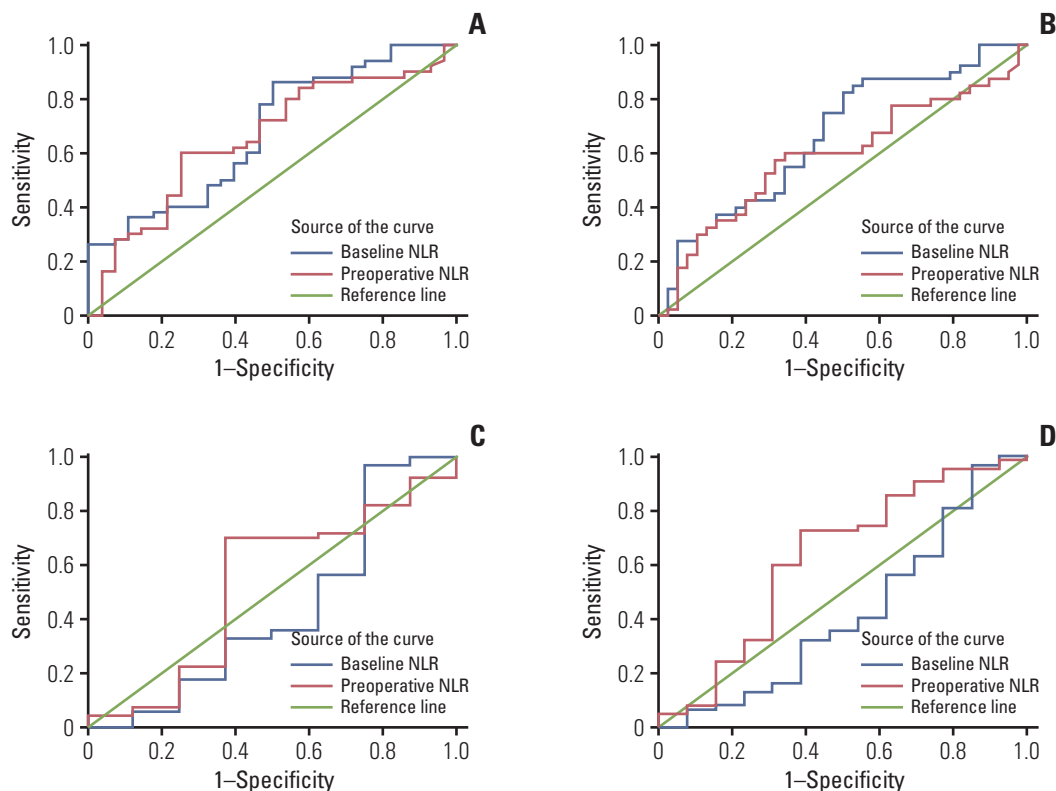 A
1.0
0.8
0.6
0.4
0.2
0
Sensitivity
Source of the curve
Baseline NLR
Preoperative NLR
Reference line
0 0.2 0.4 0.6 0.8 1.0
1–Specificity
B
1.0
0.8
0.6
0.4
0.2
0
Sensitivity
Source of the curve
Baseline NLR
Preoperative NLR
Reference line
0 0.2 0.4 0.6 0.8 1.0
1–Specificity
C
1.0
0.8
0.6
0.4
0.2
0
Sensitivity
Source of the curve
Baseline NLR
Preoperative NLR
Reference line
0 0.2 0.4 0.6 0.8 1.0
1–Specificity
D
1.0
0.8
0.6
0.4
0.2
0
Sensitivity
Source of the curve
Baseline NLR
Preoperative NLR
Reference line
0 0.2 0.4 0.6 0.8 1.0
1–Specificity